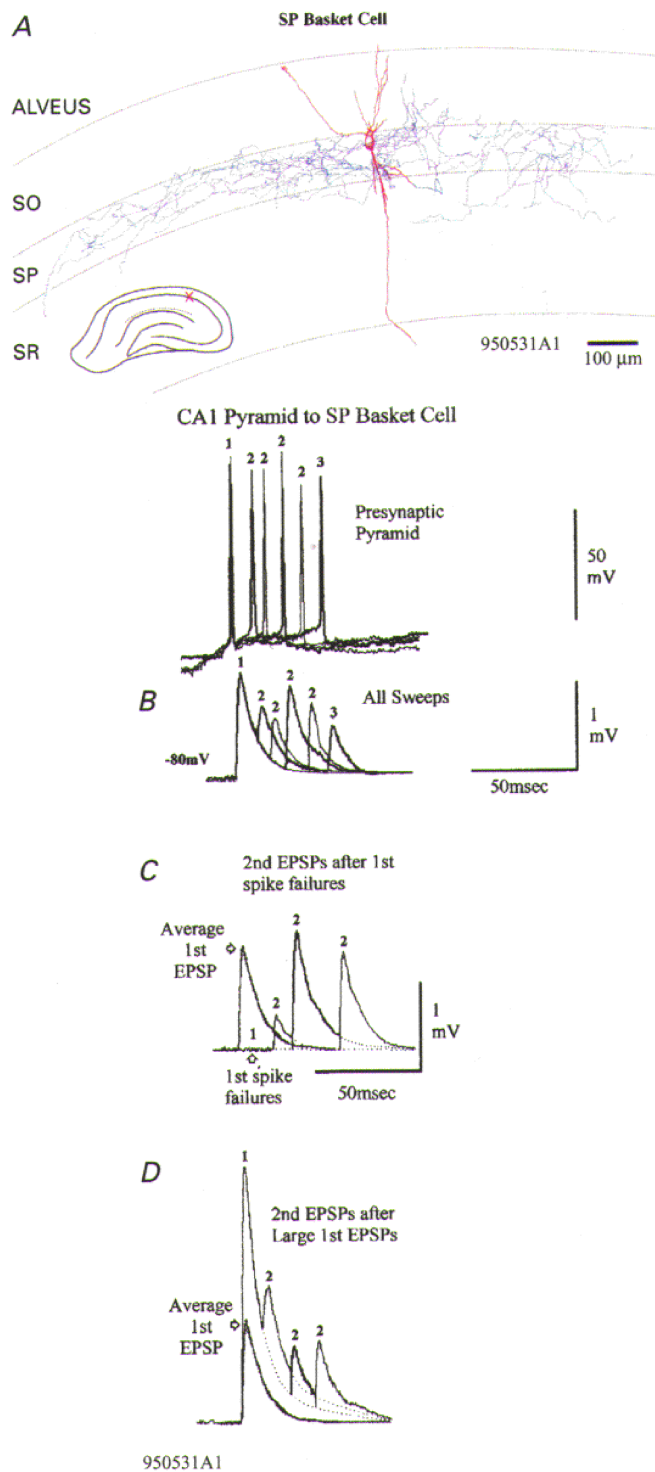 A
SP Basket Cell
ALVEUS
SO
SP
SR
950531A1
100 μm
CA1 Pyramid to SP Basket Cell
1
2 2
2
2
3
Presynaptic
Pyramid
50
mV
B
All Sweeps
1
2
2
2
2
3
-80mV
1
mV
50msec
C
2nd EPSPs after 1st
spike failures
Average
1st
EPSP
2
2
2
1
1st spike
failures
1
mV
50msec
D
1
2nd EPSPs after
Large 1st EPSPs
2
Average
1st
EPSP
2
2
950531A1